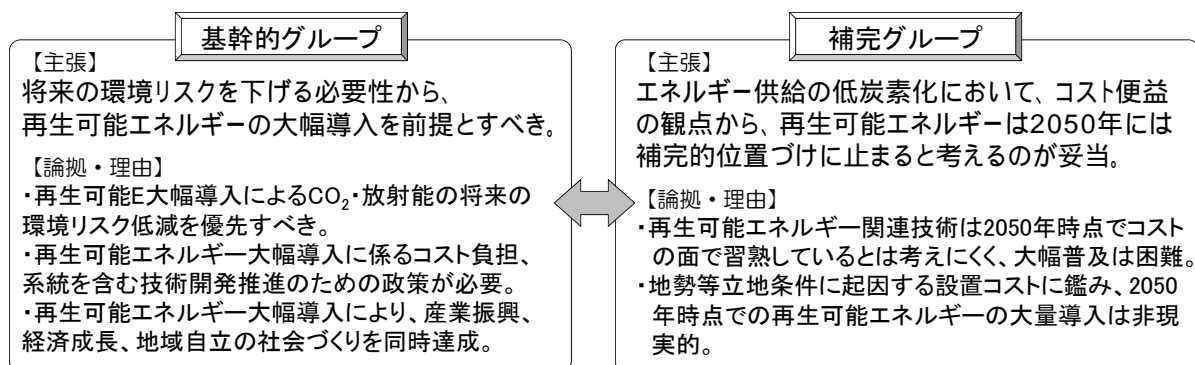 基幹的グループ
【主張】
将来の環境リスクを下げる必要性から、
再生可能エネルギーの大幅導入を前提とすべき。
【論拠・理由】
・再生可能E大幅導入によるCO₂・放射能の将来の
環境リスク低減を優先すべき。
・再生可能エネルギー大幅導入に係るコスト負担、
系統を含む技術開発推進のための政策が必要。
・再生可能エネルギー大幅導入により、産業振興、
経済成長、地域自立の社会づくりを同時達成。
補完グループ
【主張】
エネルギー供給の低炭素化において、コスト便益
の観点から、再生可能エネルギーは2050年には
補完的位置づけに止まると考えるのが妥当。
【論拠・理由】
・再生可能エネルギー関連技術は2050年時点でコスト
の面で習熟しているとは考えにくく、大幅普及は困難。
・地勢等立地条件に起因する設置コストに鑑み、2050
年時点での再生可能エネルギーの大量導入は非現
実的。